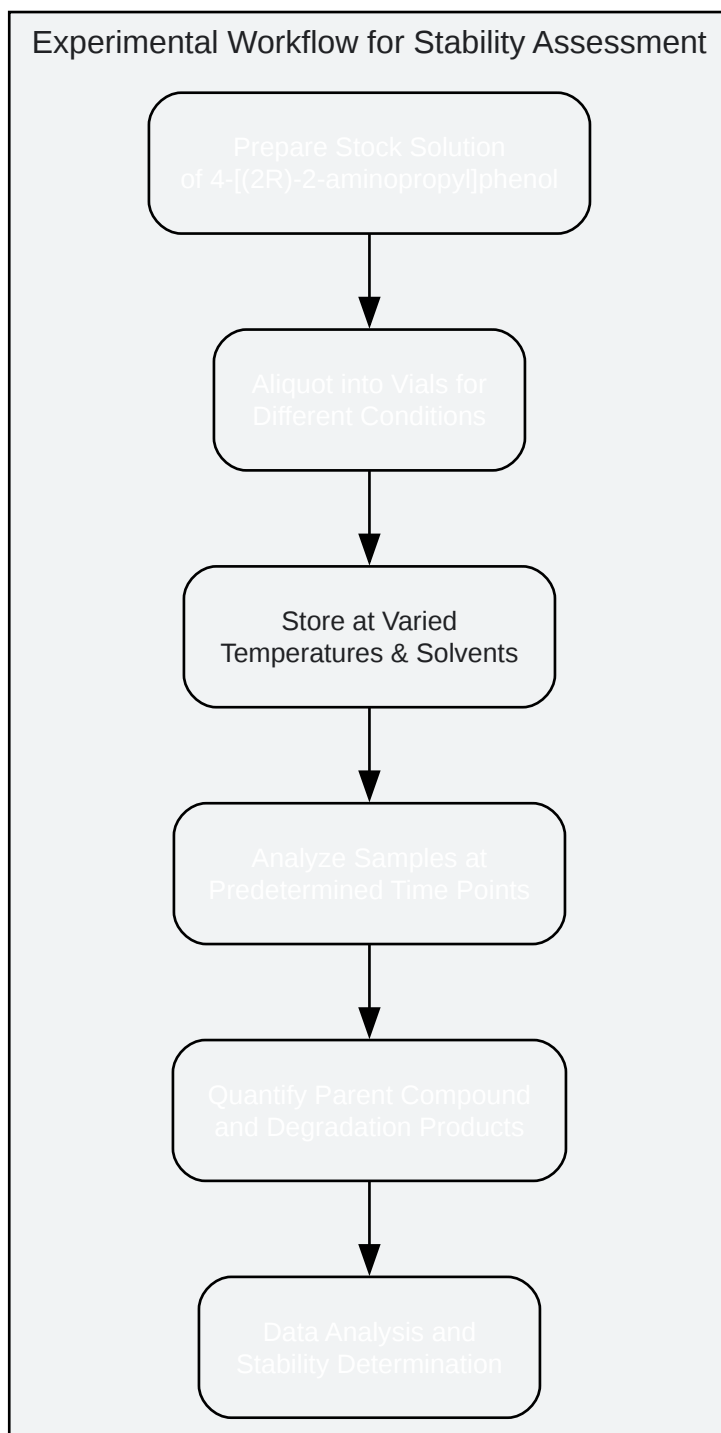 Experimental Workflow for Stability Assessment
Prepare Stock Solution
of 4-[(2R)-2-aminopropyl]phenol
Aliquot into Vials for
Different Conditions
Store at Varied
Temperatures & Solvents
Analyze Samples at
Predetermined Time Points
Quantify Parent Compound
and Degradation Products
Data Analysis and
Stability Determination